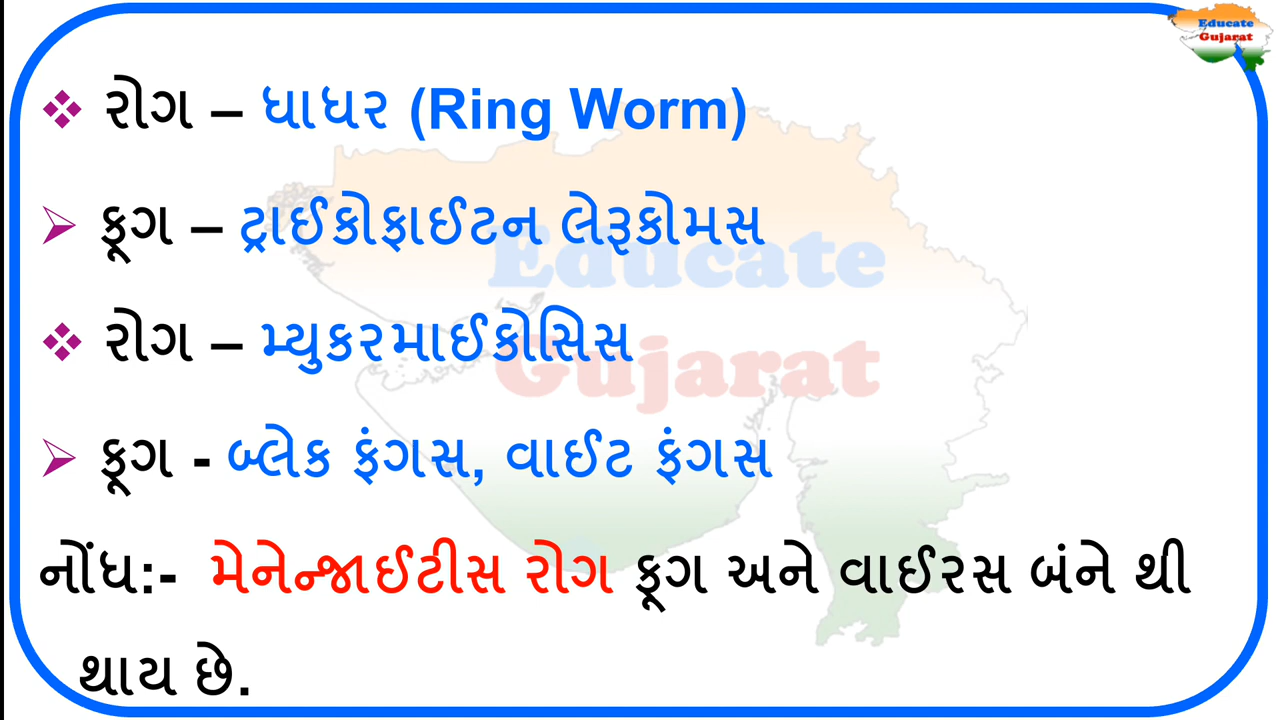 Educate
Gujarat
❖ રોગ – ધાધર (Ring Worm)
➢ ફૂગ – ટ્રાઈકોફાઈટન લેરૂકોમસ
Educate
❖ રોગ – મ્યુકરમાઈકોસિસ
Gujarat
➢ ફૂગ - બ્લેક ફંગસ, વાઈટ ફંગસ
નોંધ:- મેનેન્જાઈટીસ રોગ ફૂગ અને વાઈરસ બંને થી
થાય છે.